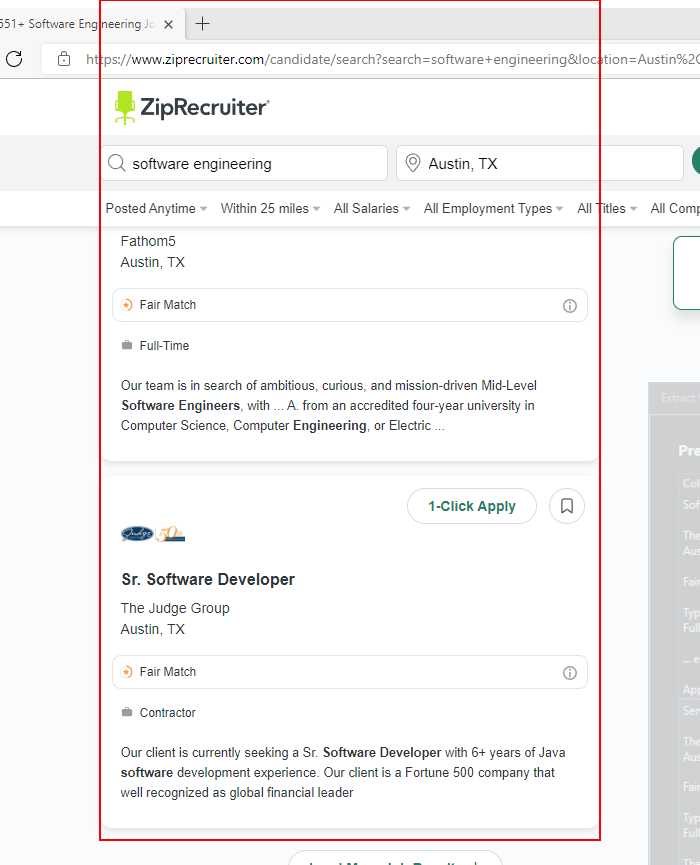 551+ Software Engineering Jo
https://www.ziprecruiter.com/candidate/search?search=software+engineering&location=Austin%2C
ZipRecruiter
software engineering
Austin, TX
Posted Anytime Within 25 miles All Salaries All Employment Types All Titles All Comp
Fathom5
Austin, TX
Fair Match
Full-Time
Our team is in search of ambitious, curious, and mission-driven Mid-Level
Software Engineers, with ... A. from an accredited four-year university in
Computer Science, Computer Engineering, or Electric ...
1-Click Apply
Judge 50
Sr. Software Developer
The Judge Group
Austin, TX
Fair Match
Contractor
Our client is currently seeking a Sr. Software Developer with 6+ years of Java
software development experience. Our client is a Fortune 500 company that
well recognized as global financial leader
Extract
Pre
Col
Sof
The
Aus
Fair
Typ
Full
... e
App
Sen
The
Aus
Fair
Typ
Full